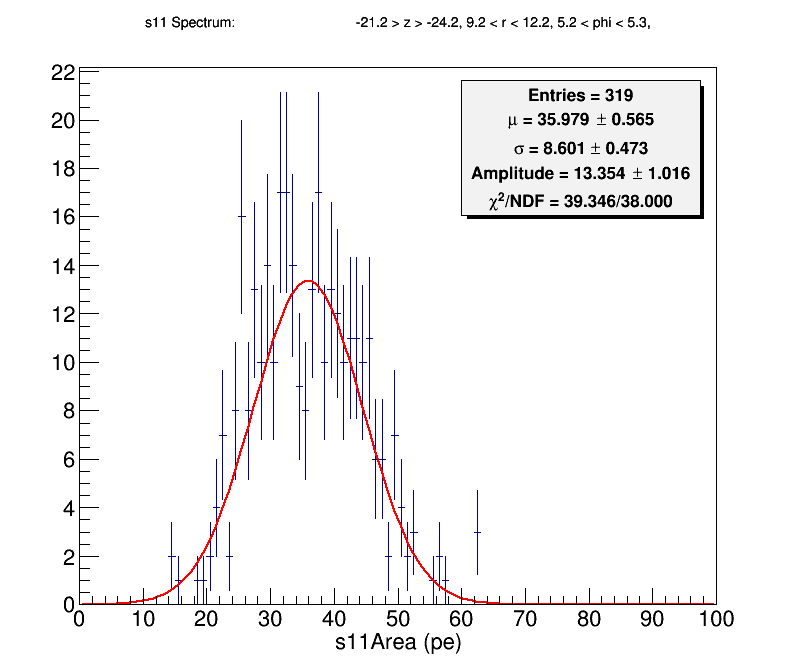 s11 Spectrum: -21.2 > z > -24.2, 9.2 < r < 12.2, 5.2 < phi < 5.3,
Entries = 319
μ = 35.979 ± 0.565
σ = 8.601 ± 0.473
Amplitude = 13.354 ± 1.016
χ²/NDF = 39.346/38.000
22
20
18
16
14
12
10
8
6
4
2
0
0 10 20 30 40 50 60 70 80 90 100
s11Area (pe)